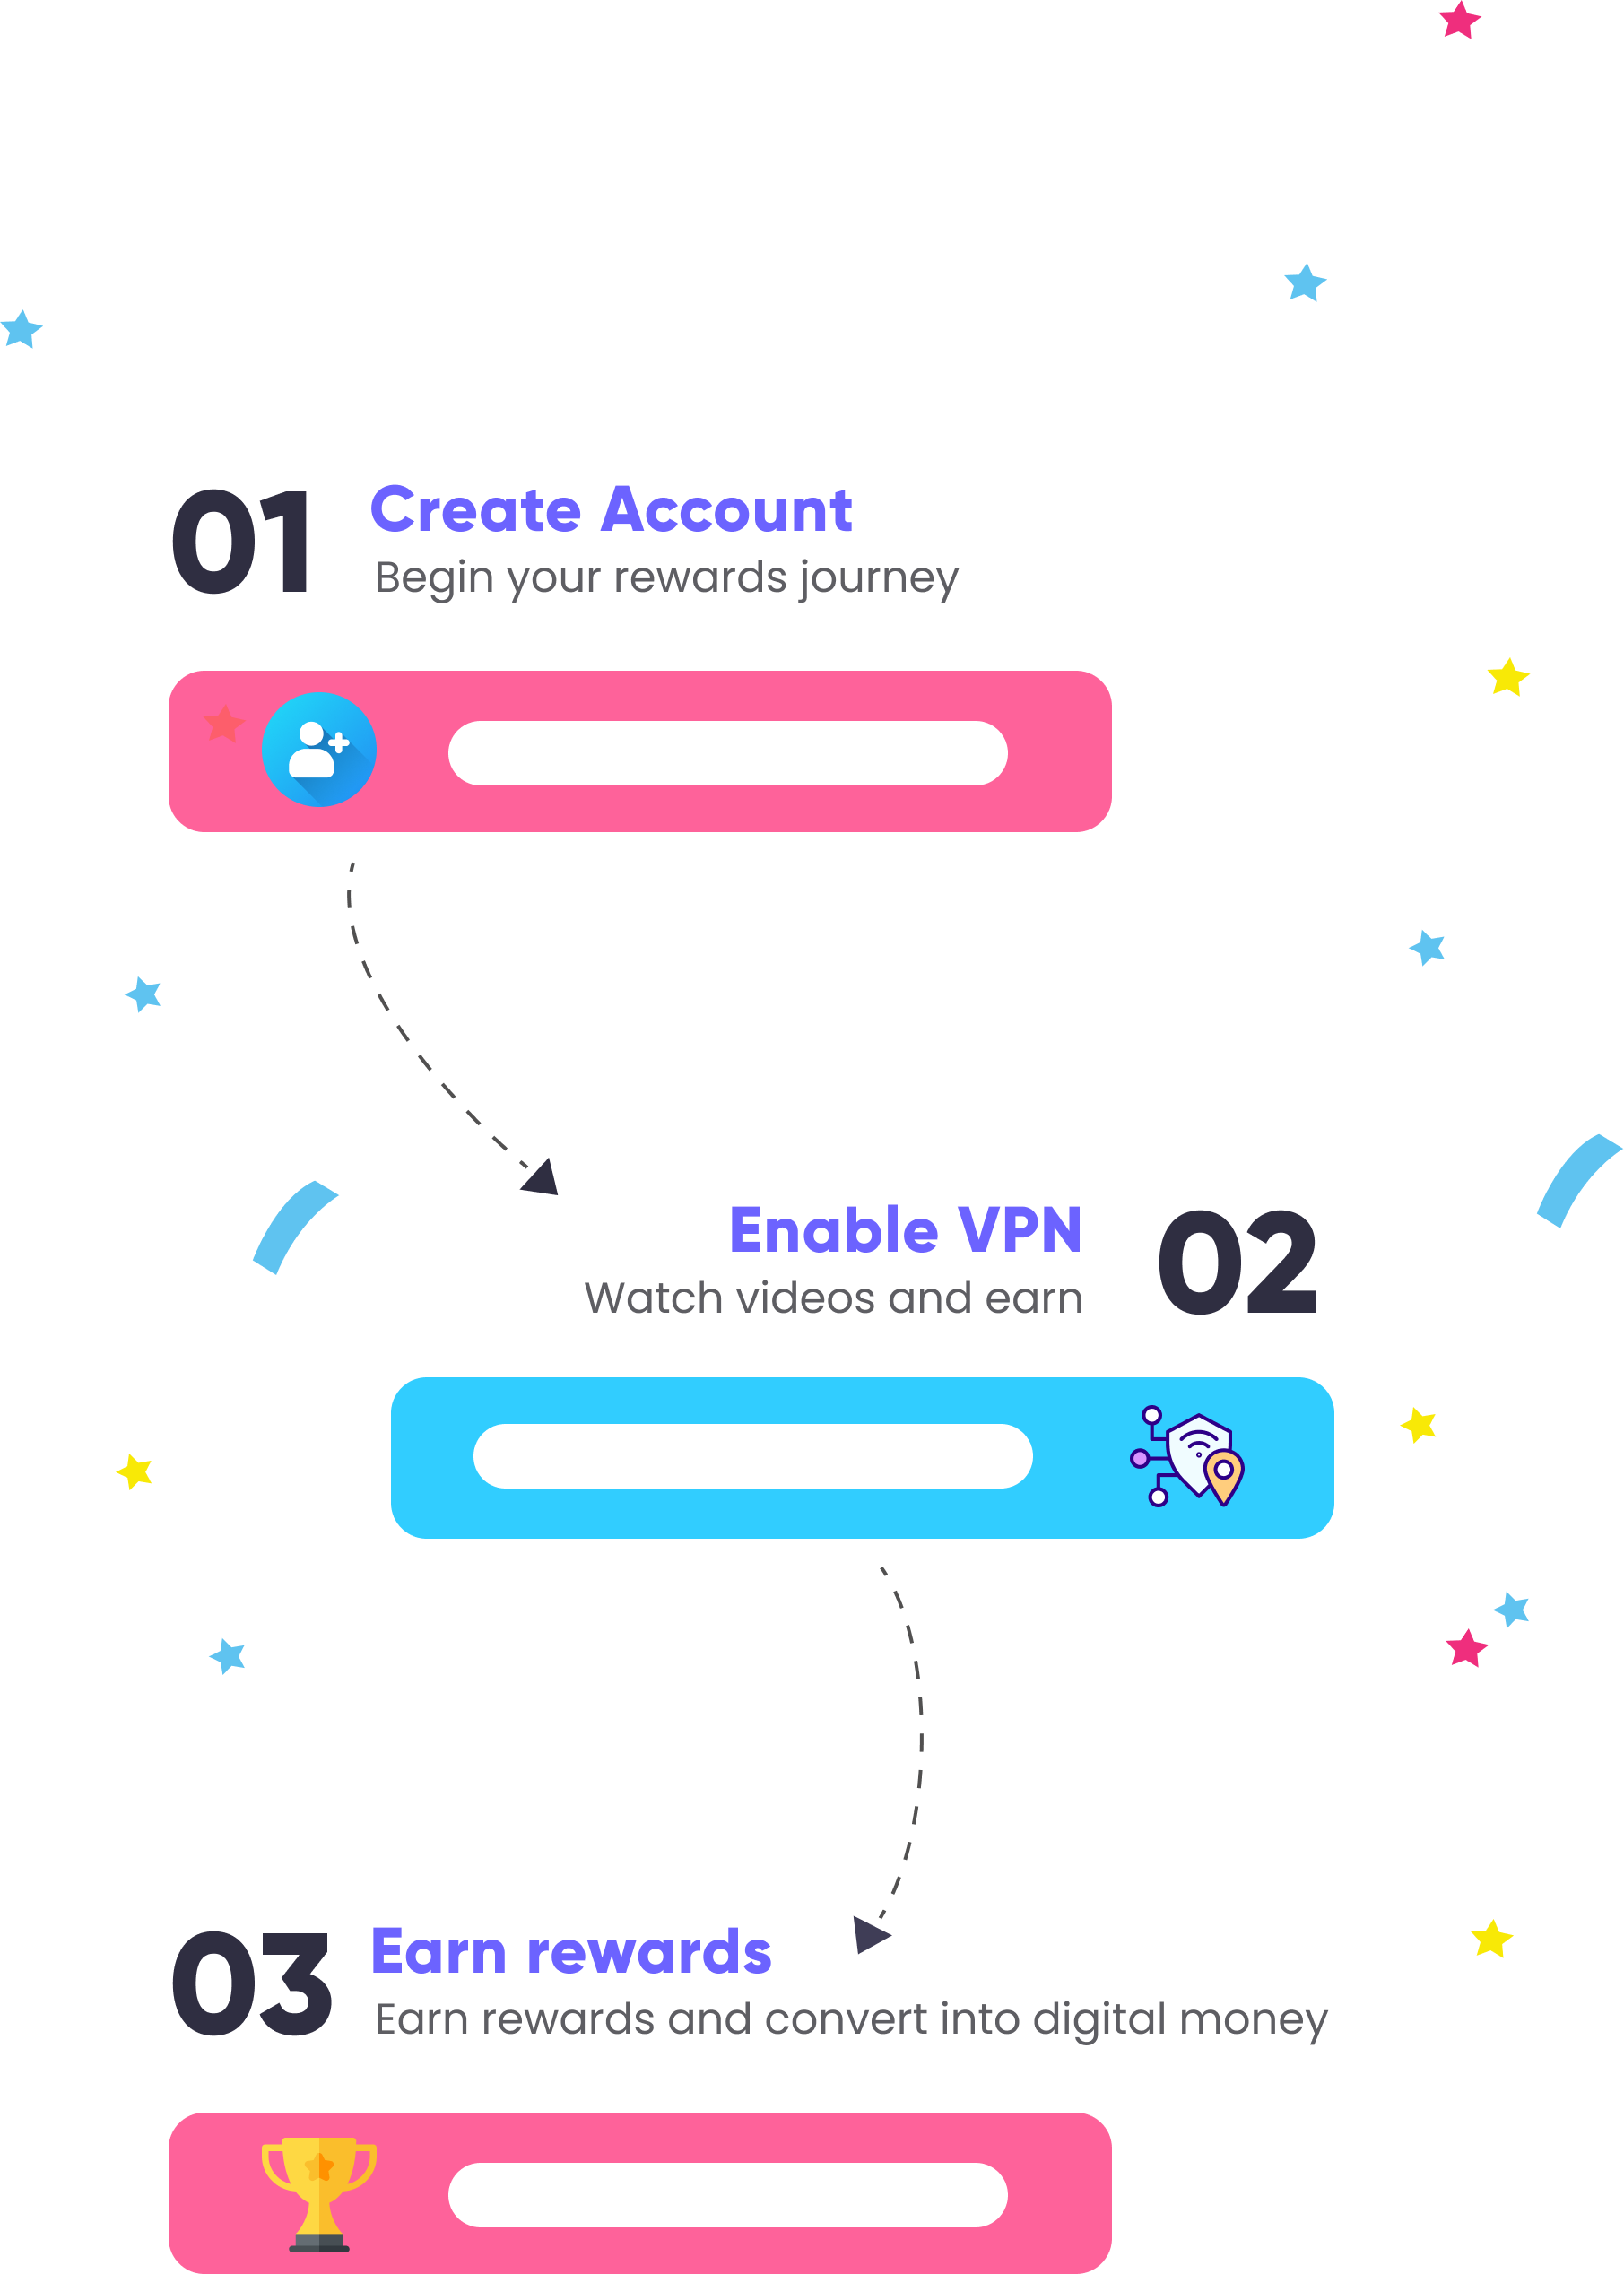 01
Create Account
Begin your rewards journey
Enable VPN
02
Watch videos and earn
03
Earn rewards
Earn rewards and convert into digital money